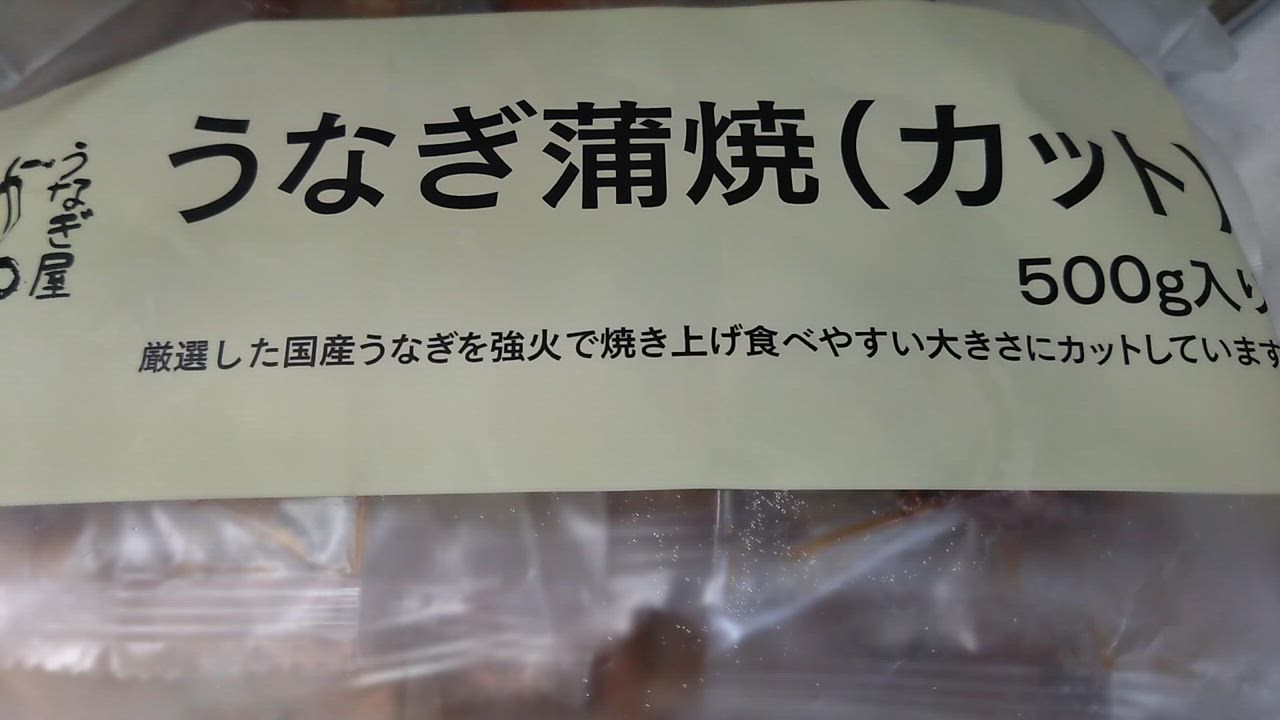 うなぎ蒲焼(カット)
500g入り
厳選した国産うなぎを強火で焼き上げ食べやすい大きさにカットしています
うなぎ屋